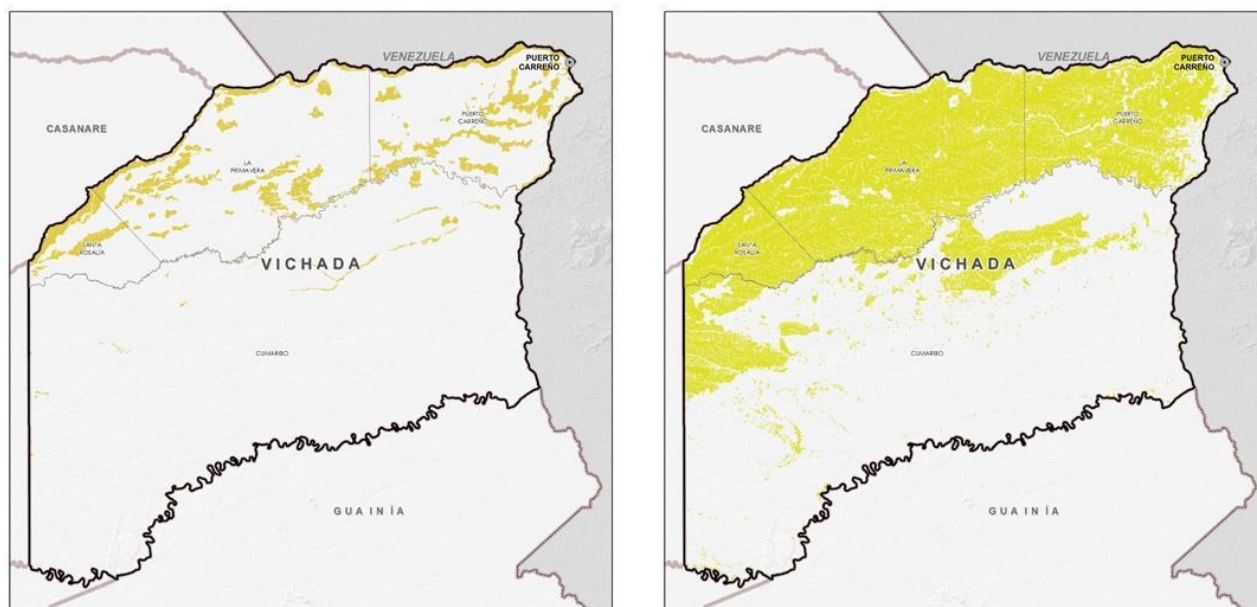 VENEZUELA
PUERTO
CARREÑO
CASANARE
PUERTO
CARREÑO
LA
PRIMAVERA
SANTA
ROSALÍA
VICHADA
CUMARIBO
GUAINÍA
VENEZUELA
PUERTO
CARREÑO
CASANARE
PUERTO
CARREÑO
LA
PRIMAVERA
SANTA
ROSALÍA
VICHADA
CUMARIBO
GUAINÍA